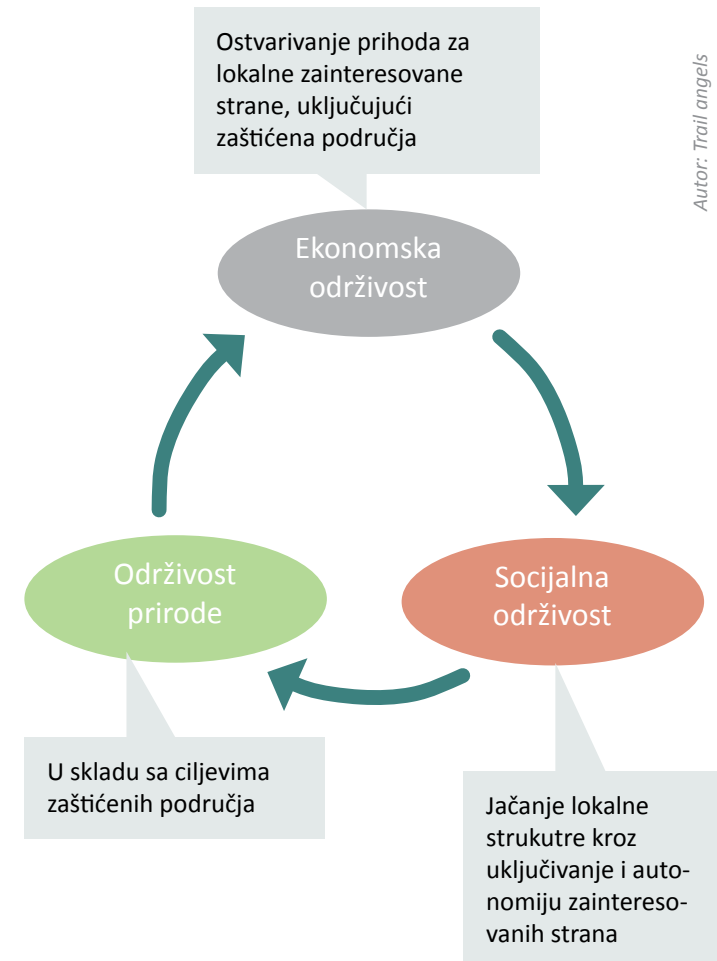 Ostvarivanje prihoda za
lokalne zainteresovane
strane, uključujući
zaštićena područja
Autor: Trail angels
Ekonomska
održivost
Održivost
prirode
Socijalna
održivost
U skladu sa ciljevima
zaštićenih područja
Jačanje lokalne
strukutre kroz
uključivanje i auto-
nomiju zaintereso-
vanih strana